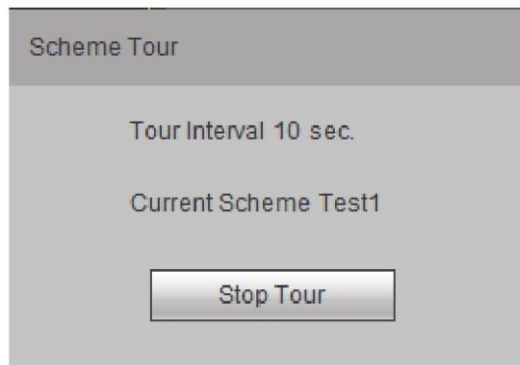 Scheme Tour
Tour Interval 10 sec.
Current Scheme Test1
Stop Tour